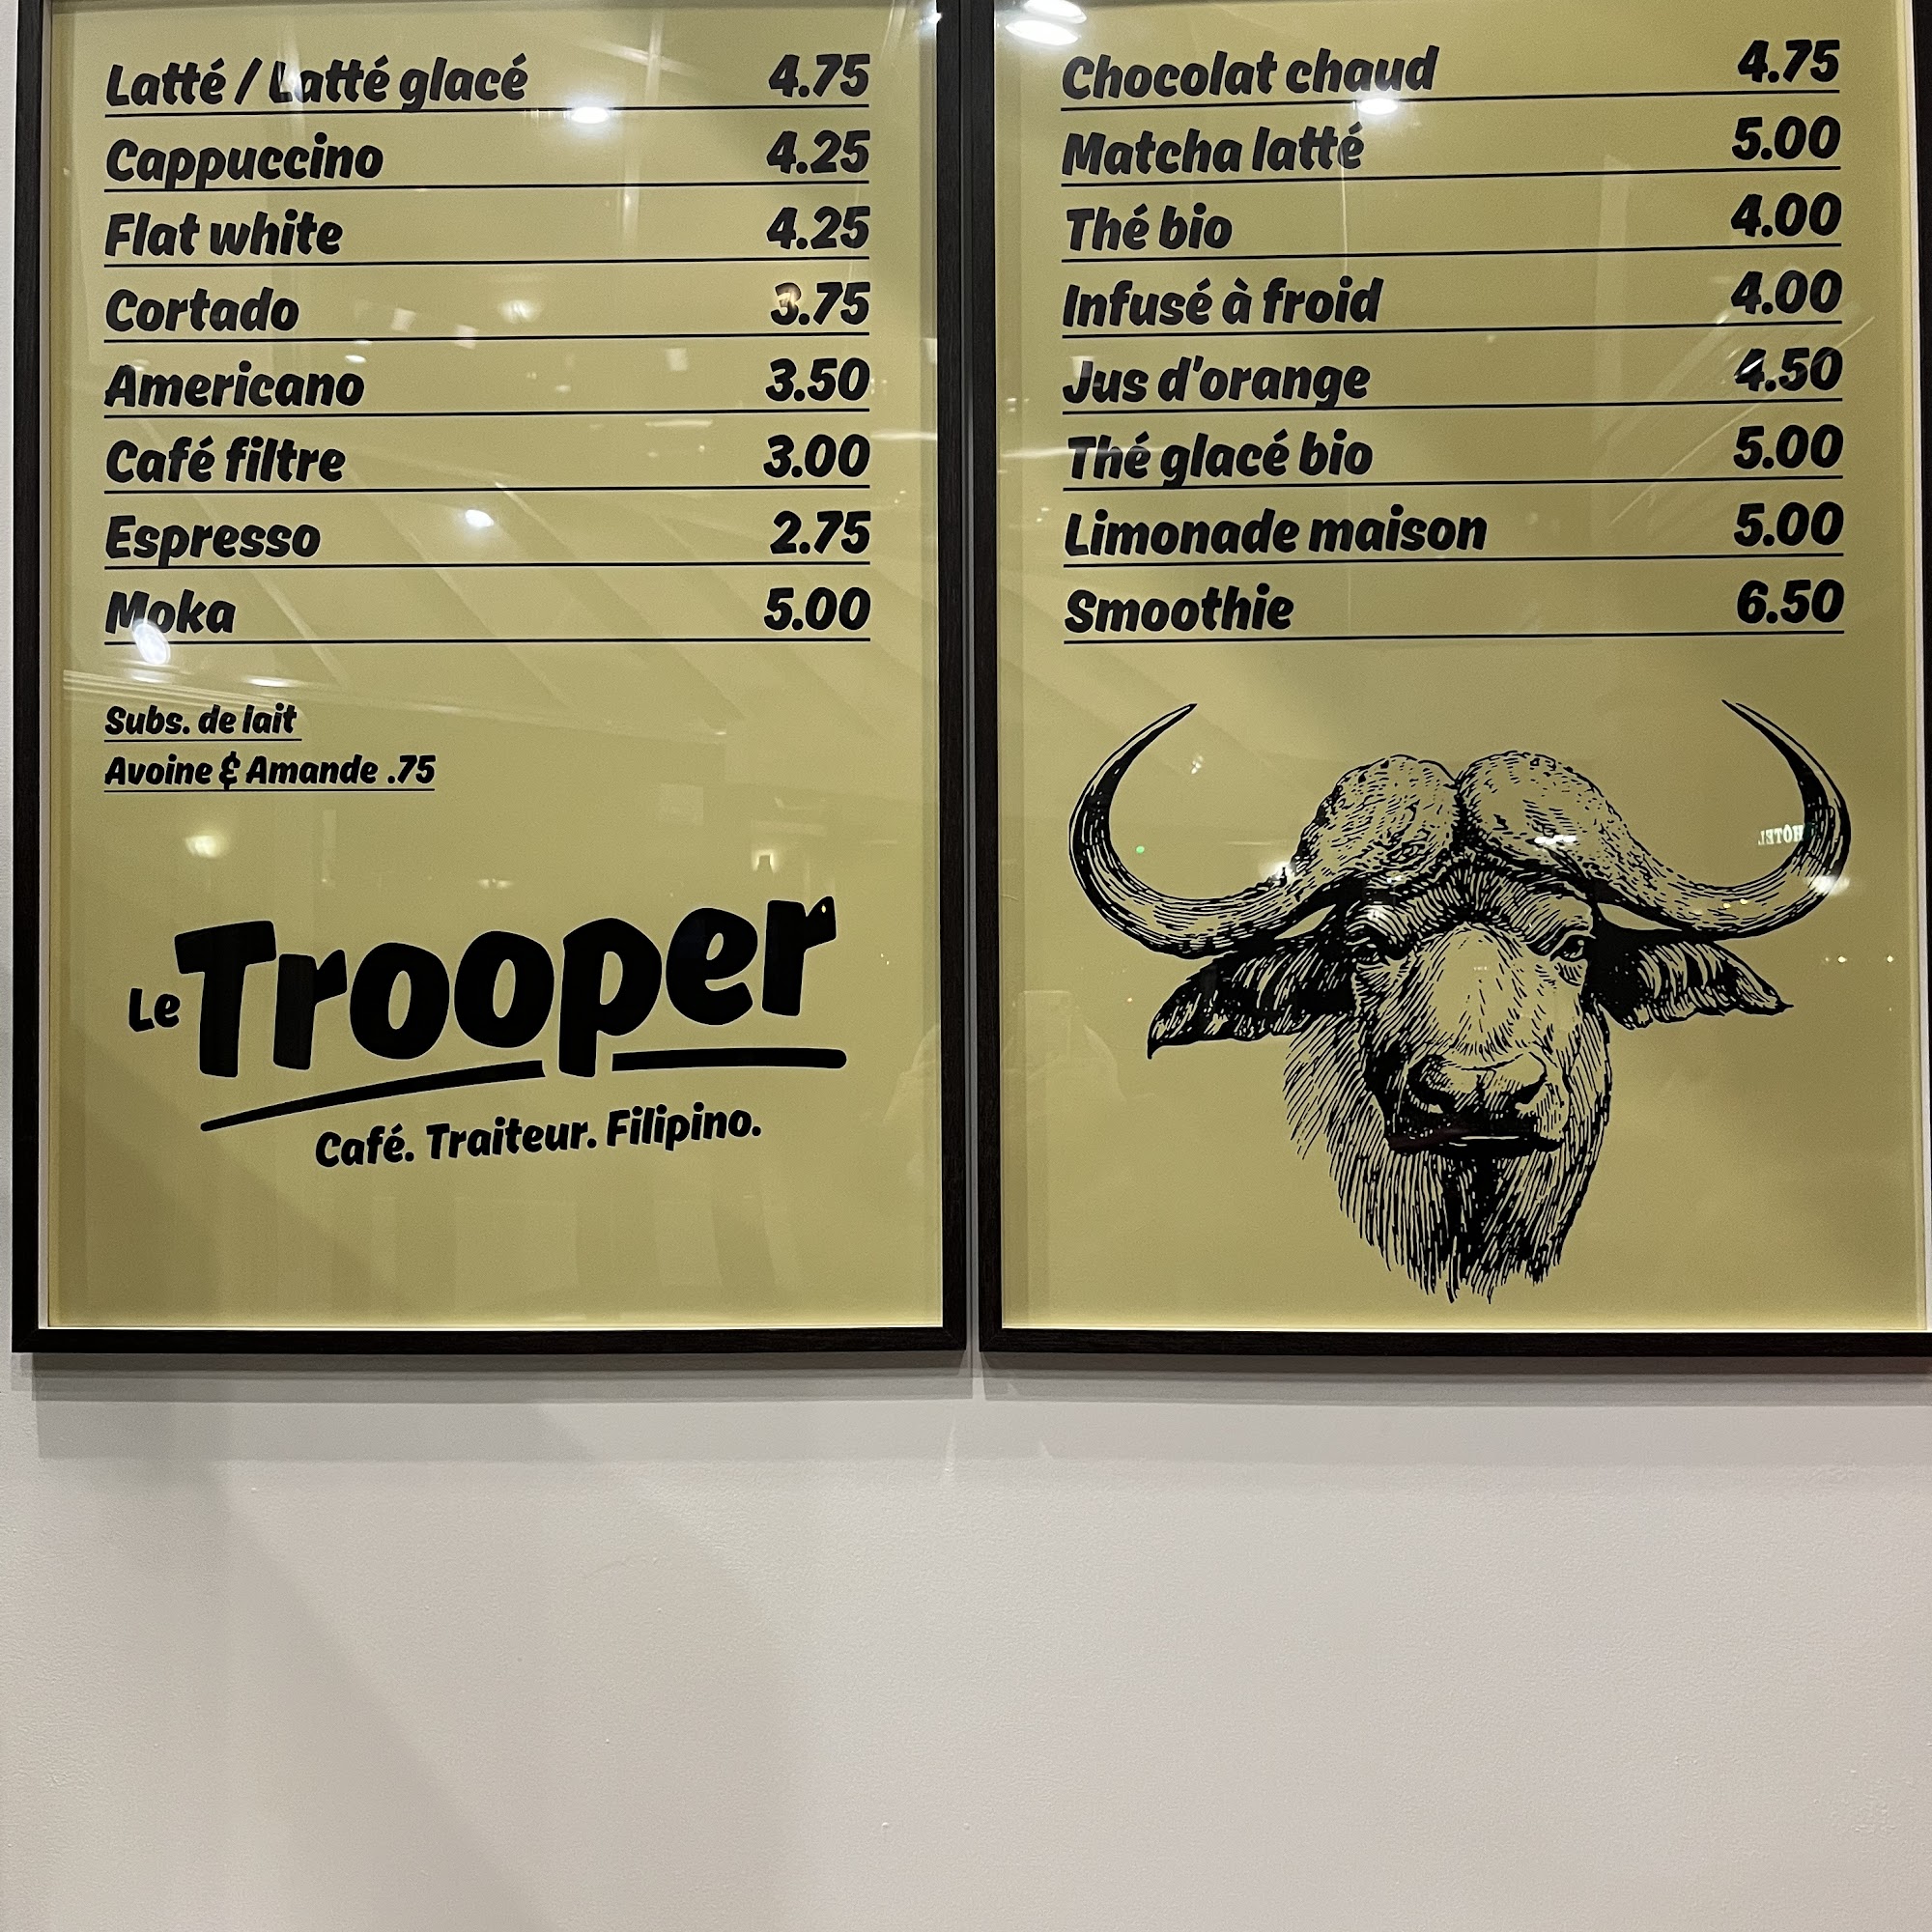 Latté / Latté glacé 4.75
Cappuccino 4.25
Flat white 4.25
Cortado 3.75
Americano 3.50
Café filtre 3.00
Espresso 2.75
Moka 5.00
Subs. de lait
Avoine & Amande .75
Le Trooper
Café. Traiteur. Filipino.
Chocolat chaud 4.75
Matcha latté 5.00
Thé bio 4.00
Infusé à froid 4.00
Jus d'orange 4.50
Thé glacé bio 5.00
Limonade maison 5.00
Smoothie 6.50
HÔTEL